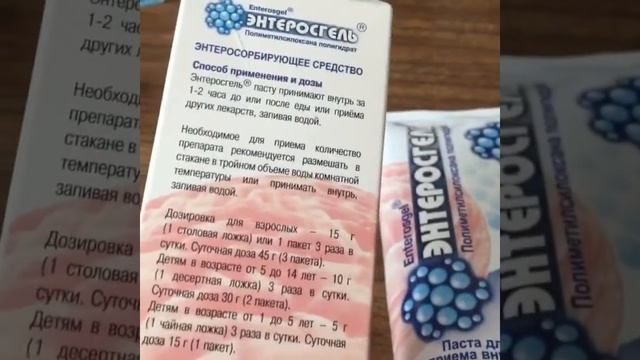 Enterosgel®
ЭНТЕРОСГЕЛЬ®
Полиметилсилоксана полигидрат
ЭНТЕРОСОРБИРУЮЩЕЕ СРЕДСТВО
Способ применения и дозы
Энтеросгель® пасту принимают внутрь за
1-2 часа до или после еды или приёма
других лекарств, запивая водой.
Необходимое для приема количество
препарата рекомендуется размешать в
стакане в тройном объеме воды комнатной
температуры или принимать внутрь,
запивая водой.
Дозировка для взрослых – 15 г
(1 столовая ложка) или 1 пакет 3 раза в
сутки. Суточная доза 45 г (3 пакета).
Детям в возрасте от 5 до 14 лет – 10 г
(1 десертная ложка) 3 раза в сутки.
Суточная доза 30 г (2 пакета).
Детям в возрасте от 1 до 5 лет – 5 г
(1 чайная ложка) 3 раза в сутки. Суточная
доза 15 г (1 пакет).
Enterosgel®
ЭНТЕРОСГЕЛЬ
Полиметилсилоксана полигидрат
Паста для
приема внутрь